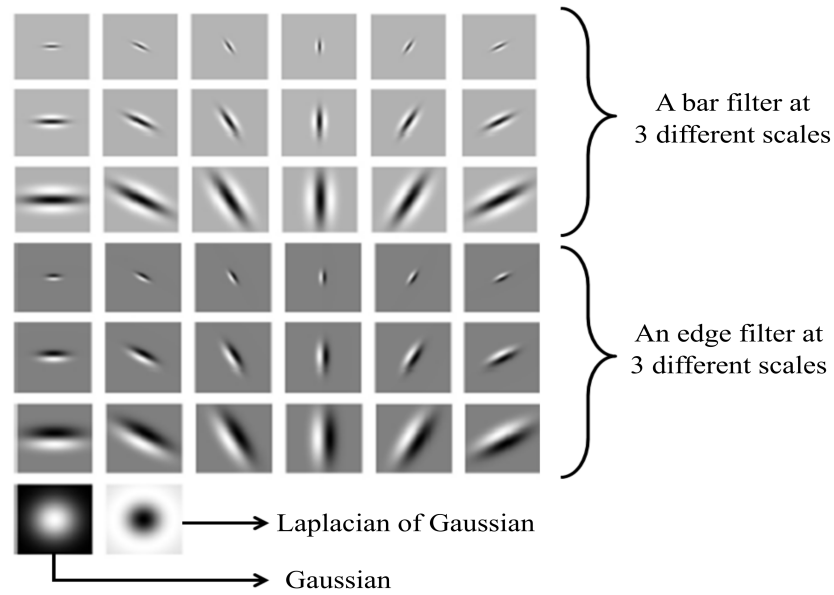 A bar filter at
3 different scales
An edge filter at
3 different scales
Laplacian of Gaussian
Gaussian